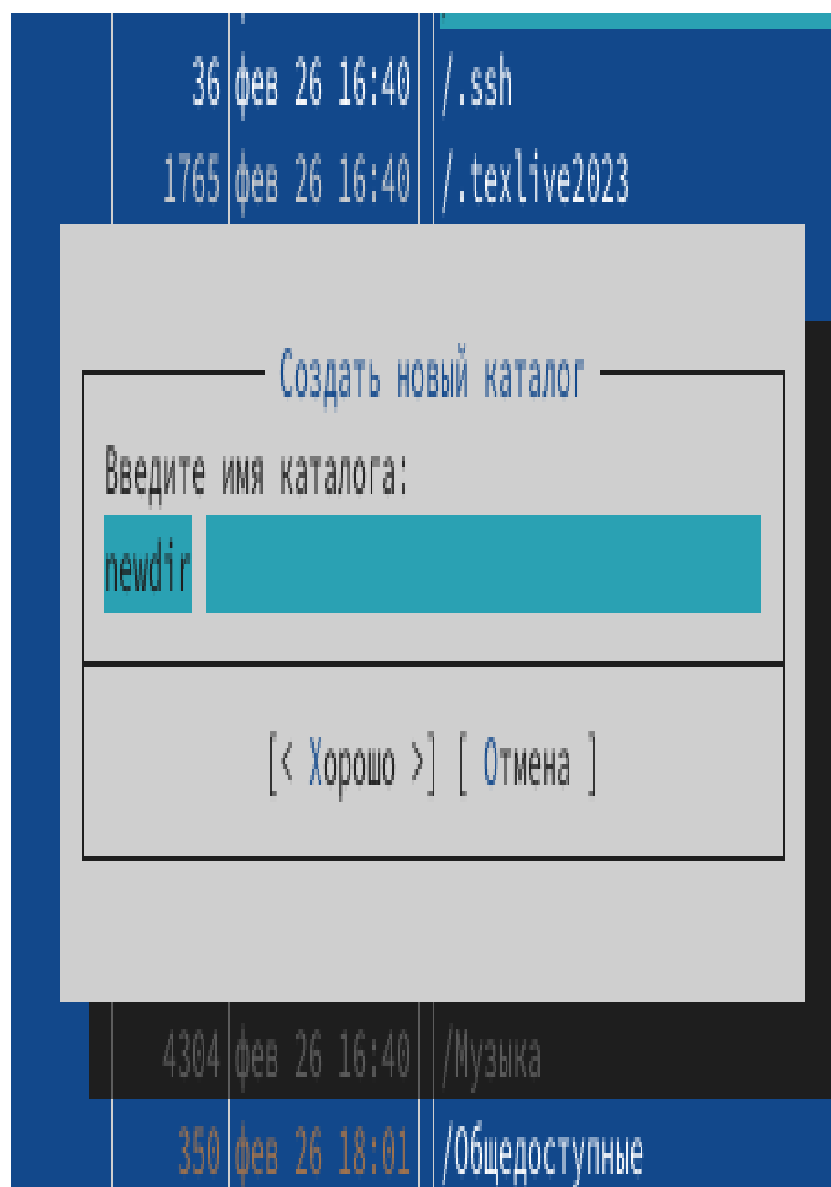 36 фев 26 16:40 /.ssh
1765 фев 26 16:40 /.texlive2023
Создать новый каталог
Введите имя каталога:
newdir
[< Хорошо >] [ Отмена ]
4304 фев 26 16:40 /Музыка
350 фев 26 18:01 /Общедоступные